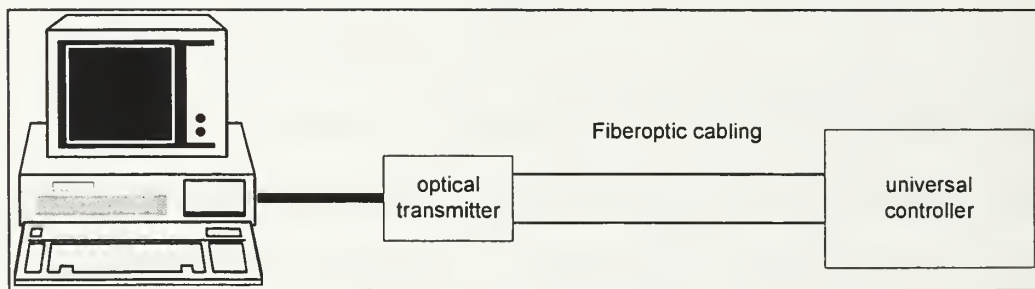 Fiberoptic cabling
optical
transmitter
universal
controller